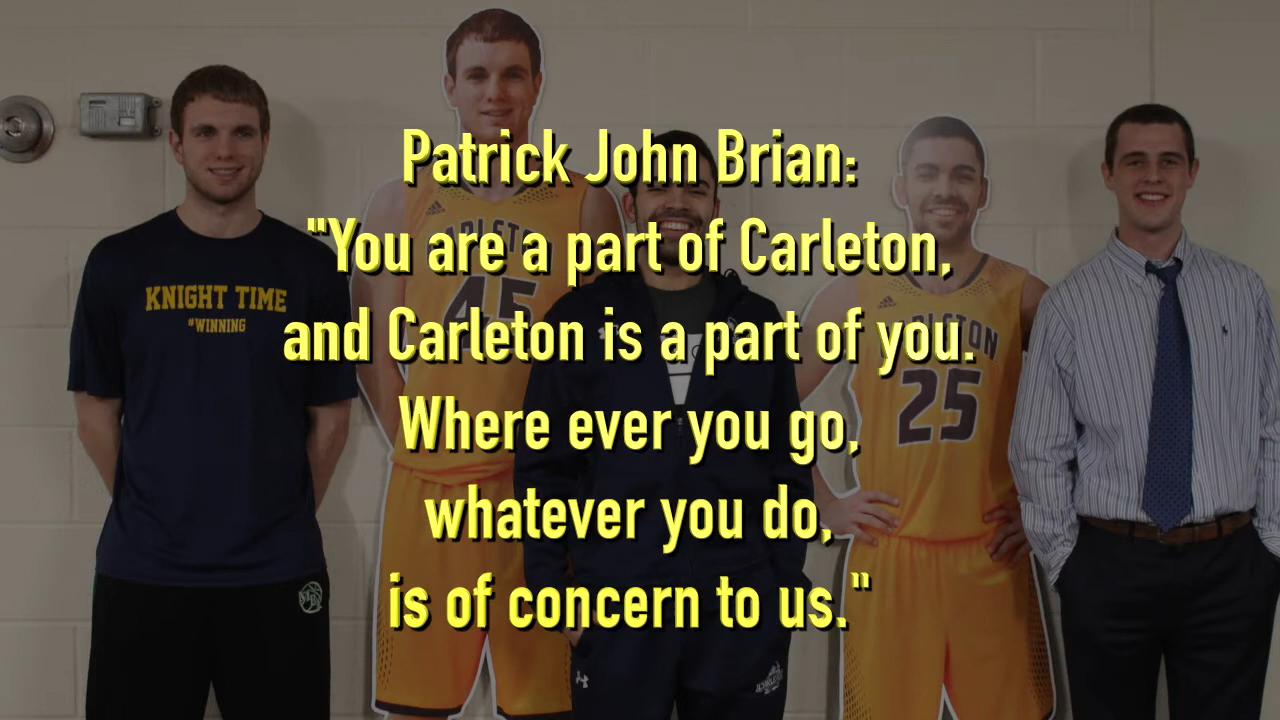 Patrick John Brian:
"You are a part of Carleton,
and Carleton is a part of you.
Where ever you go,
whatever you do,
is of concern to us."
KNIGHT TIME
#WINNING
45
25